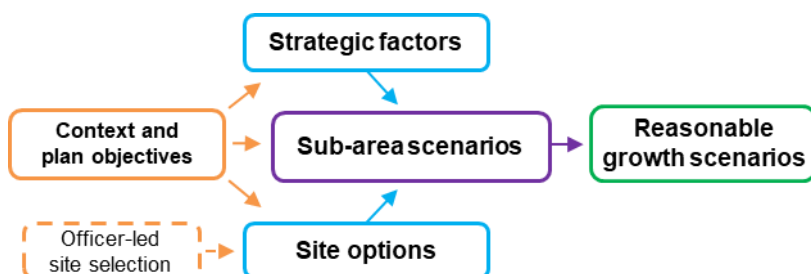 Strategic factors
Context and
plan objectives
Sub-area scenarios
Reasonable
growth scenarios
Officer-led
site selection
Site options